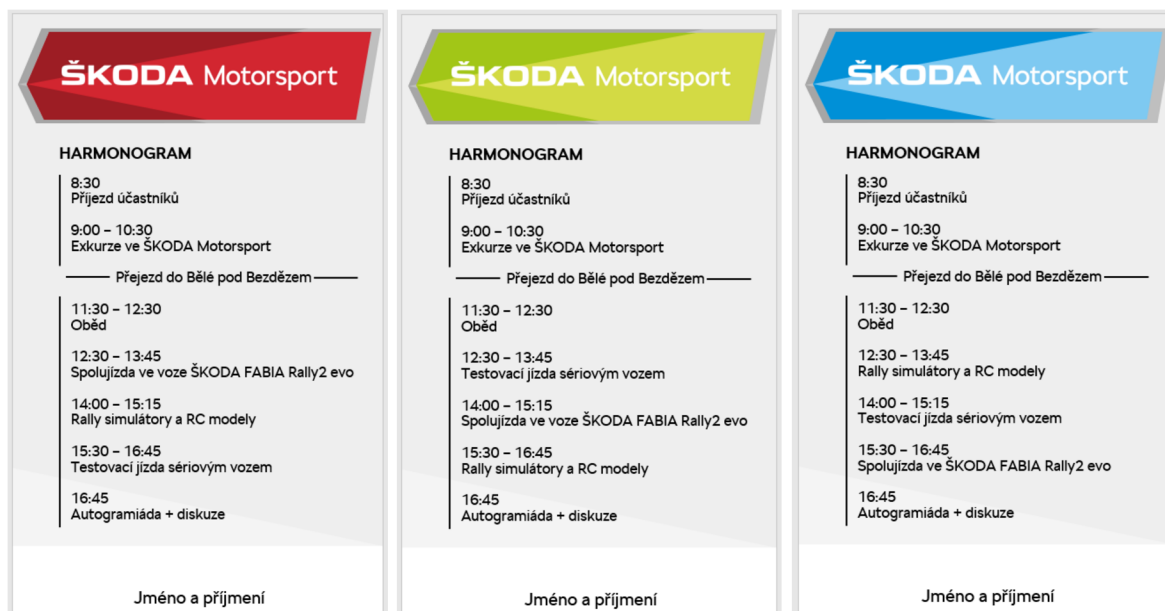 ŠKODA Motorsport
HARMONOGRAM
8:30
Příjezd účastníků
9:00 – 10:30
Exkurze ve ŠKODA Motorsport
Přejezd do Bělé pod Bezdězem
11:30 – 12:30
Oběd
12:30 – 13:45
Spolujízda ve voze ŠKODA FABIA Rally2 evo
14:00 – 15:15
Rally simulátory a RC modely
15:30 – 16:45
Testovací jízda sériovým vozem
16:45
Autogramiáda + diskuze
Jméno a příjmení
ŠKODA Motorsport
HARMONOGRAM
8:30
Příjezd účastníků
9:00 – 10:30
Exkurze ve ŠKODA Motorsport
Přejezd do Bělé pod Bezdězem
11:30 – 12:30
Oběd
12:30 – 13:45
Testovací jízda sériovým vozem
14:00 – 15:15
Spolujízda ve voze ŠKODA FABIA Rally2 evo
15:30 – 16:45
Rally simulátory a RC modely
16:45
Autogramiáda + diskuze
Jméno a příjmení
ŠKODA Motorsport
HARMONOGRAM
8:30
Příjezd účastníků
9:00 – 10:30
Exkurze ve ŠKODA Motorsport
Přejezd do Bělé pod Bezdězem
11:30 – 12:30
Oběd
12:30 – 13:45
Rally simulátory a RC modely
14:00 – 15:15
Testovací jízda sériovým vozem
15:30 – 16:45
Spolujízda ve ŠKODA FABIA Rally2 evo
16:45
Autogramiáda + diskuze
Jméno a příjmení